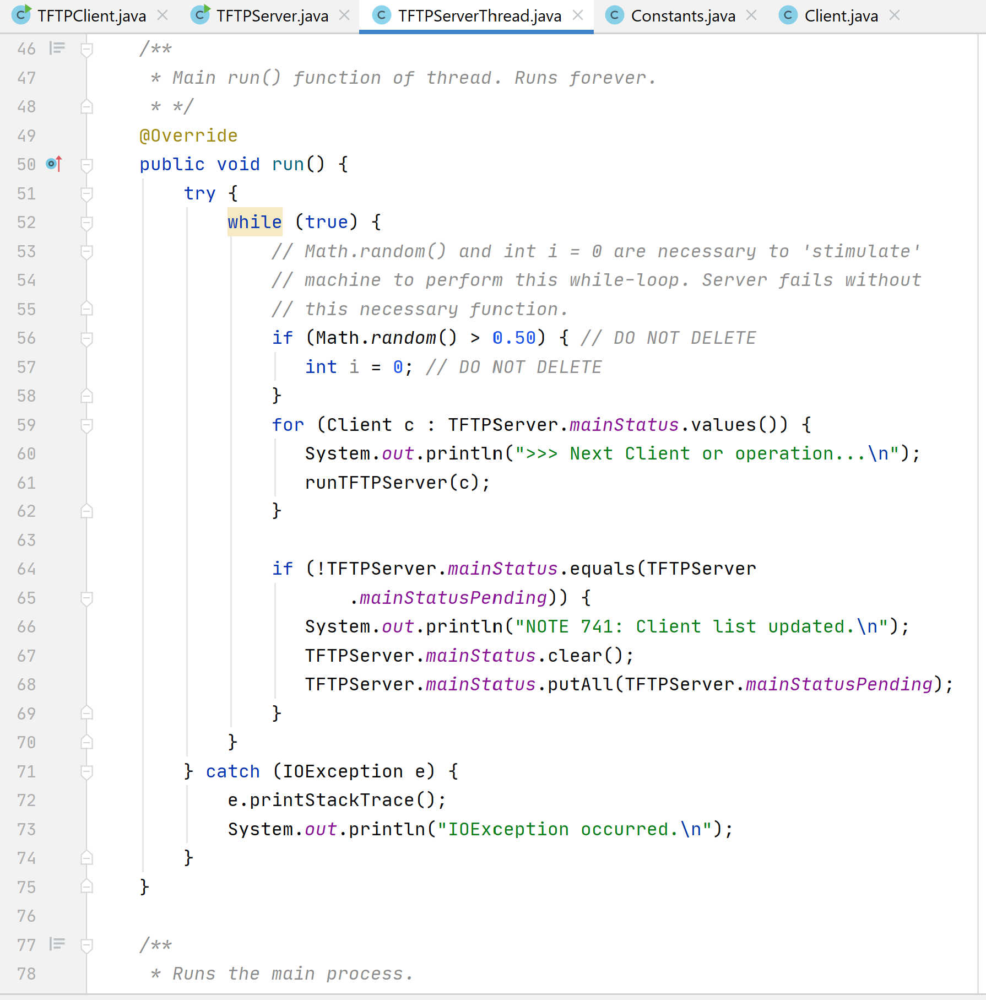 TFTPClient.java TFTPServer.java TFTPServerThread.java Constants.java Client.java
46 /**
47 * Main run() function of thread. Runs forever.
48 * */
49 @Override
50 public void run() {
51 try {
52 while (true) {
53 // Math.random() and int i = 0 are necessary to 'stimulate'
54 // machine to perform this while-loop. Server fails without
55 // this necessary function.
56 if (Math.random() > 0.50) { // DO NOT DELETE
57 int i = 0; // DO NOT DELETE
58 }
59 for (Client c : TFTPServer.mainStatus.values()) {
60 System.out.println(">>> Next Client or operation...\n");
61 runTFTPServer(c);
62 }
63
64 if (!TFTPServer.mainStatus.equals(TFTPServer
65 .mainStatusPending)) {
66 System.out.println("NOTE 741: Client list updated.\n");
67 TFTPServer.mainStatus.clear();
68 TFTPServer.mainStatus.putAll(TFTPServer.mainStatusPending);
69 }
70 }
71 } catch (IOException e) {
72 e.printStackTrace();
73 System.out.println("IOException occurred.\n");
74 }
75 }
76
77 /**
78 * Runs the main process.